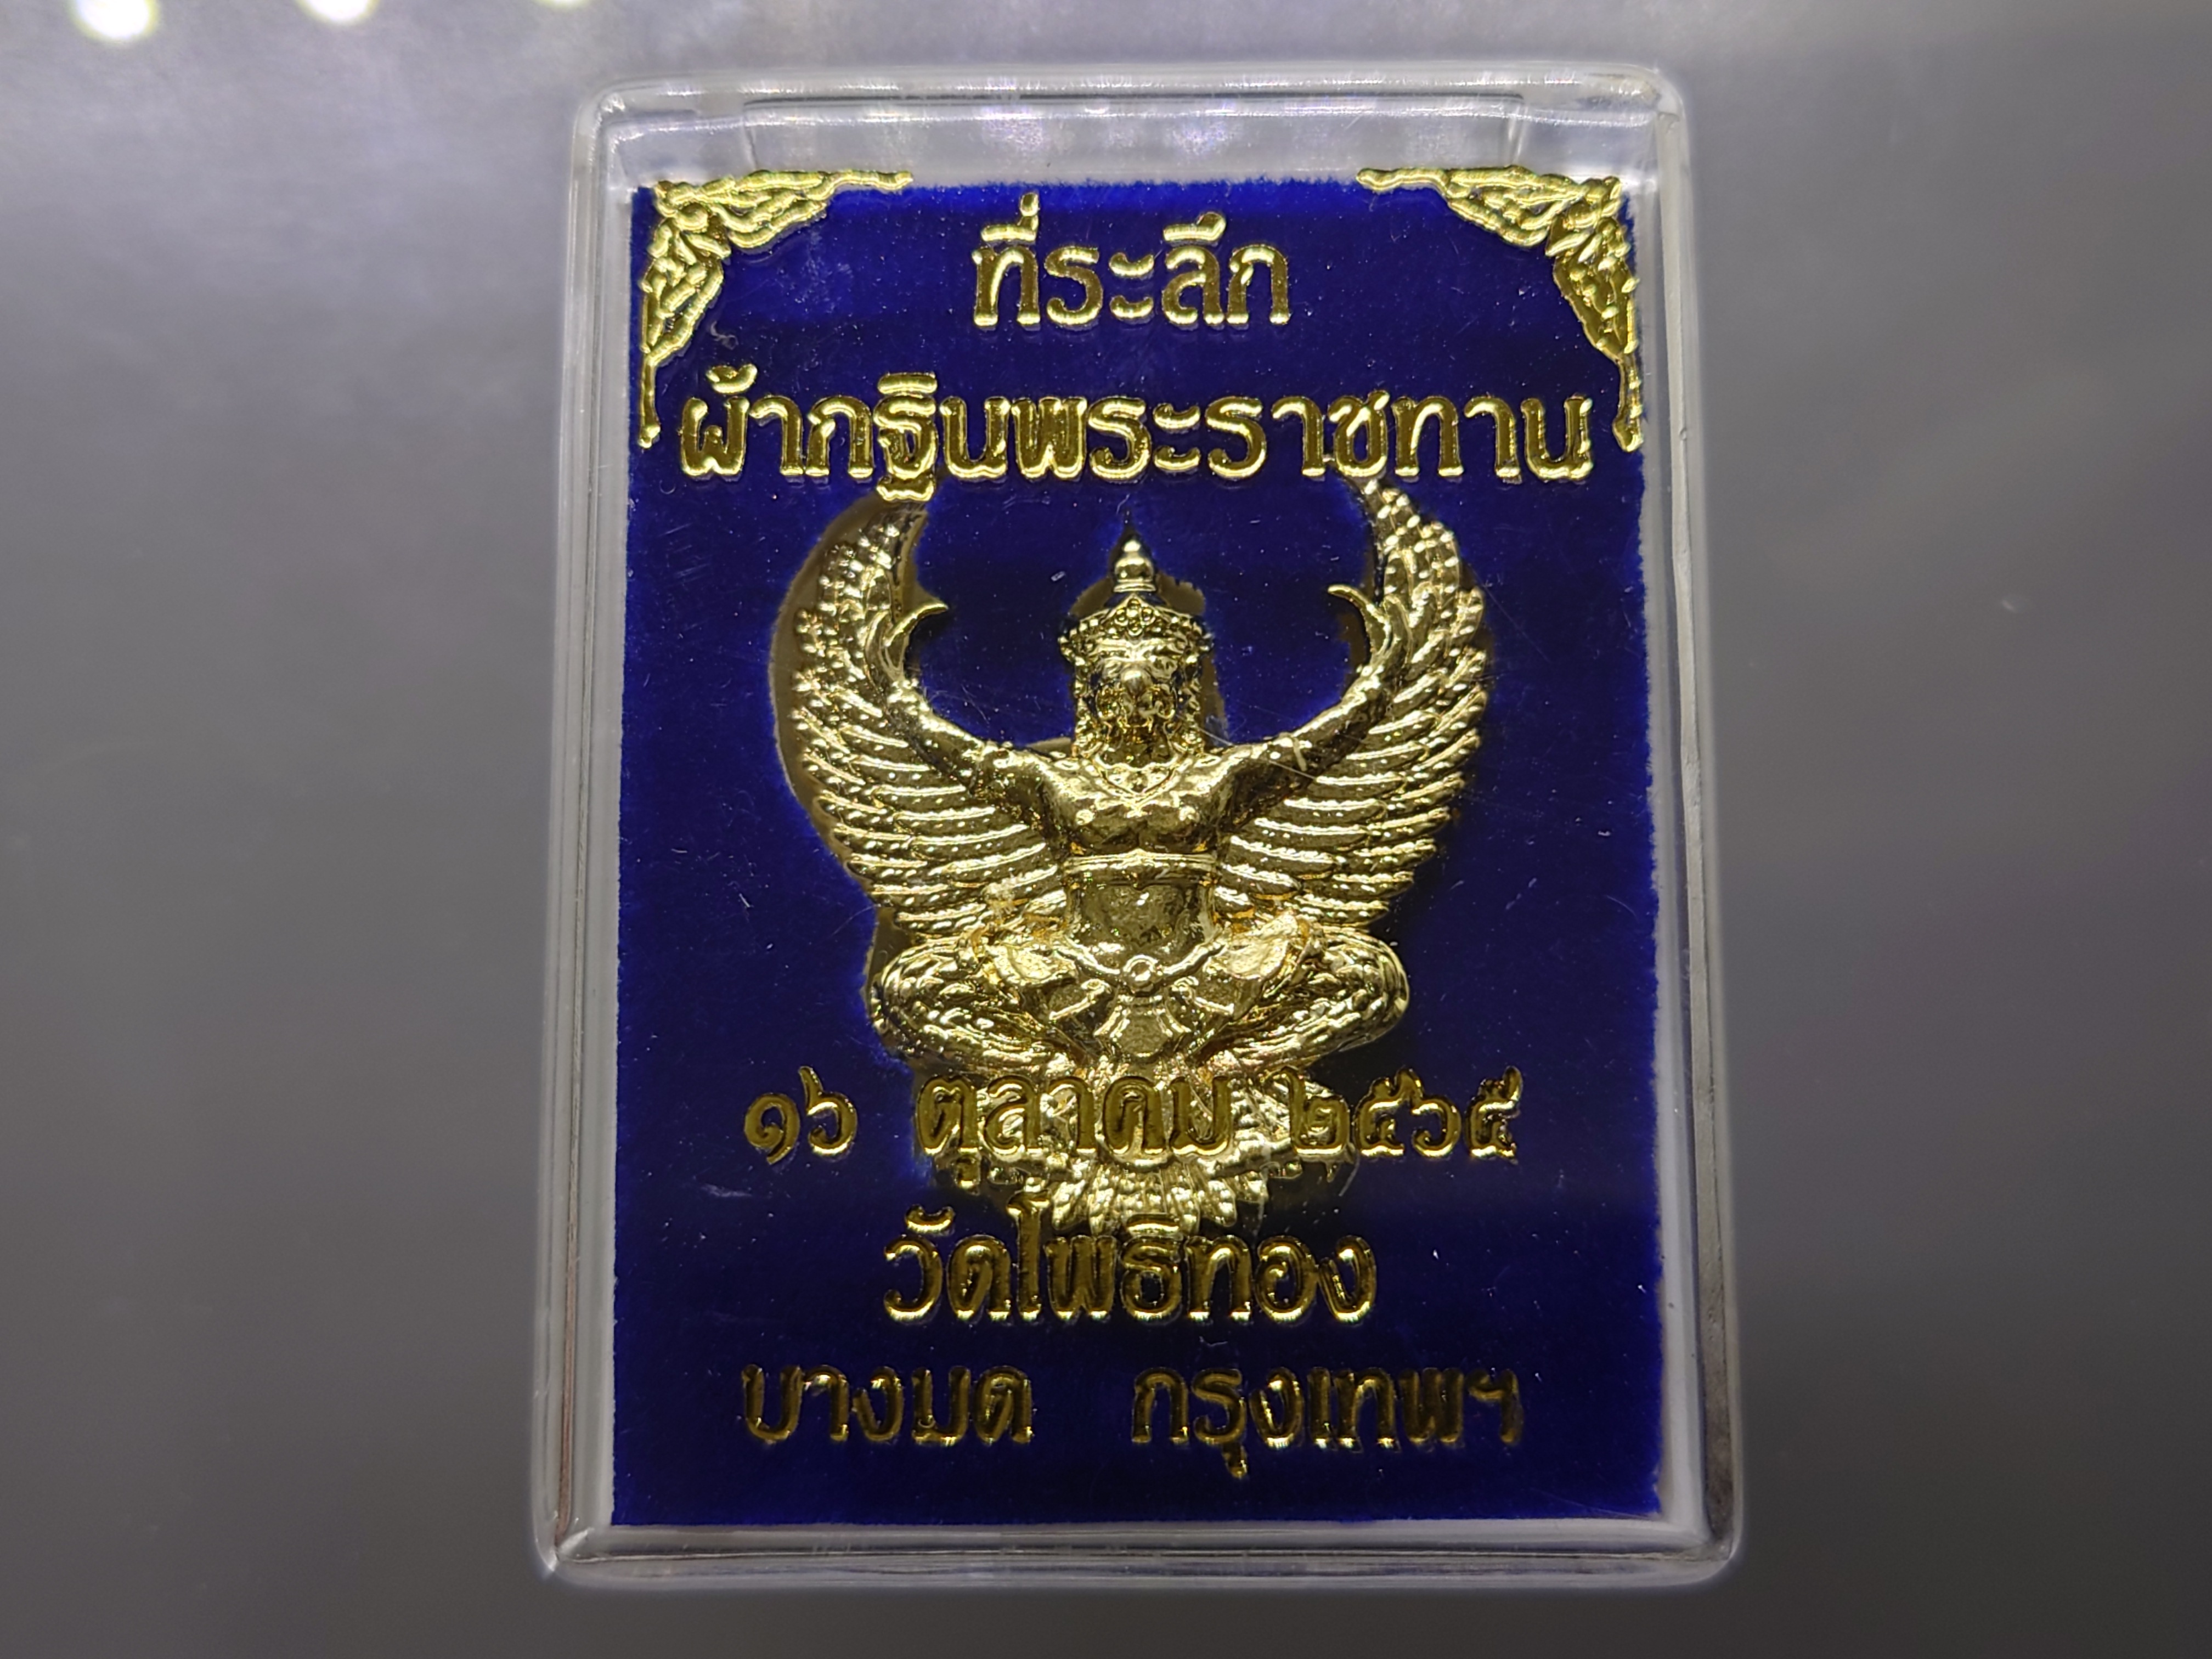 ที่ระลึก
ผ้ากฐินพระราชทาน
๑๖ ตุลาคม ๒๕๖๕
วัดโพธิทอง
บางมด กรุงเทพฯ